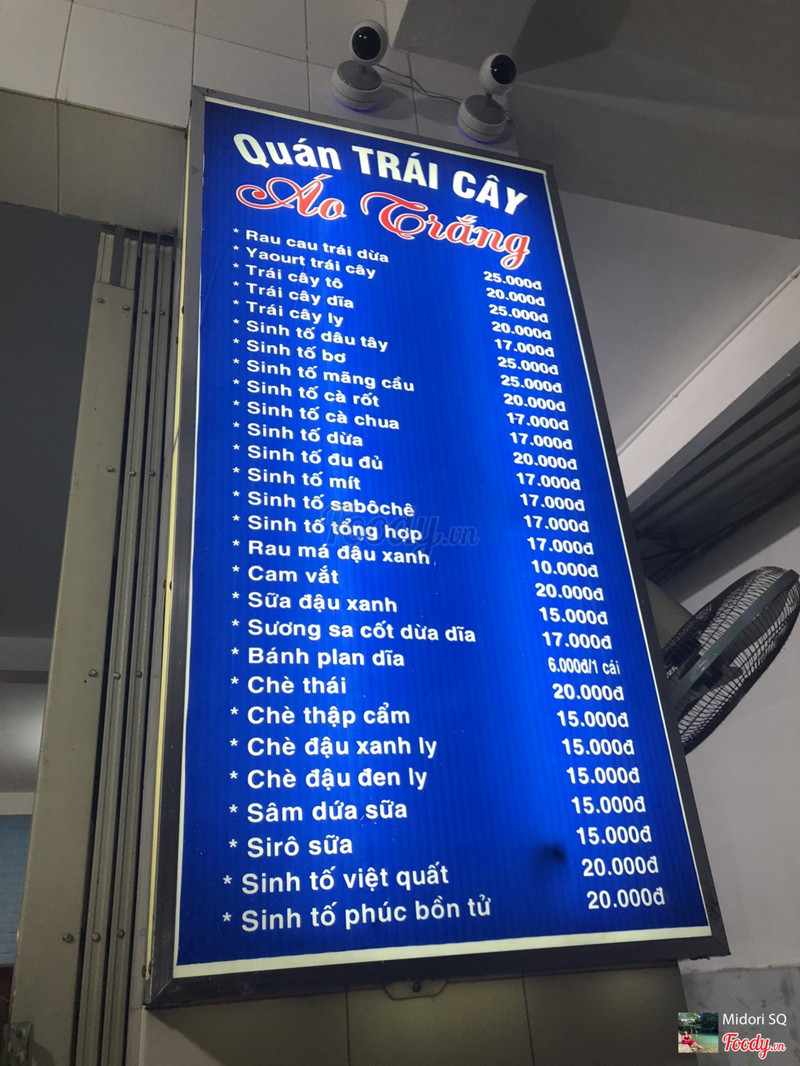 Quán TRÁI CÂY
Áo Trắng
* Rau cau trái dừa 25.000đ
* Yaourt trái cây 20.000đ
* Trái cây tô 25.000đ
* Trái cây dĩa 20.000đ
* Trái cây ly 17.000đ
* Sinh tố dâu tây 25.000đ
* Sinh tố bơ 25.000đ
* Sinh tố mãng cầu 20.000đ
* Sinh tố cà rốt 17.000đ
* Sinh tố cà chua 17.000đ
* Sinh tố dừa 20.000đ
* Sinh tố đu đủ 17.000đ
* Sinh tố mít 17.000đ
* Sinh tố sabôchê 17.000đ
* Sinh tố tổng hợp 17.000đ
* Rau má đậu xanh 10.000đ
* Cam vắt 20.000đ
* Sữa đậu xanh 15.000đ
* Sương sa cốt dừa dĩa 17.000đ
* Bánh plan dĩa 6.000đ/1 cái
* Chè thái 20.000đ
* Chè thập cẩm 15.000đ
* Chè đậu xanh ly 15.000đ
* Chè đậu đen ly 15.000đ
* Sâm dứa sữa 15.000đ
* Sirô sữa 15.000đ
* Sinh tố việt quất 20.000đ
* Sinh tố phúc bồn tử 20.000đ
Foody.vn
Midori SQ
Foody.vn